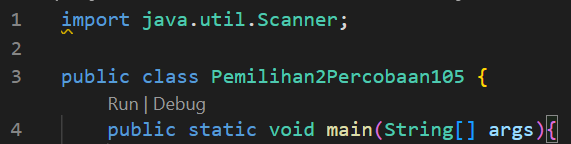 1 import java.util.Scanner;
2
3 public class Pemilihan2Percobaan105 {
Run | Debug
4 public static void main(String[] args){